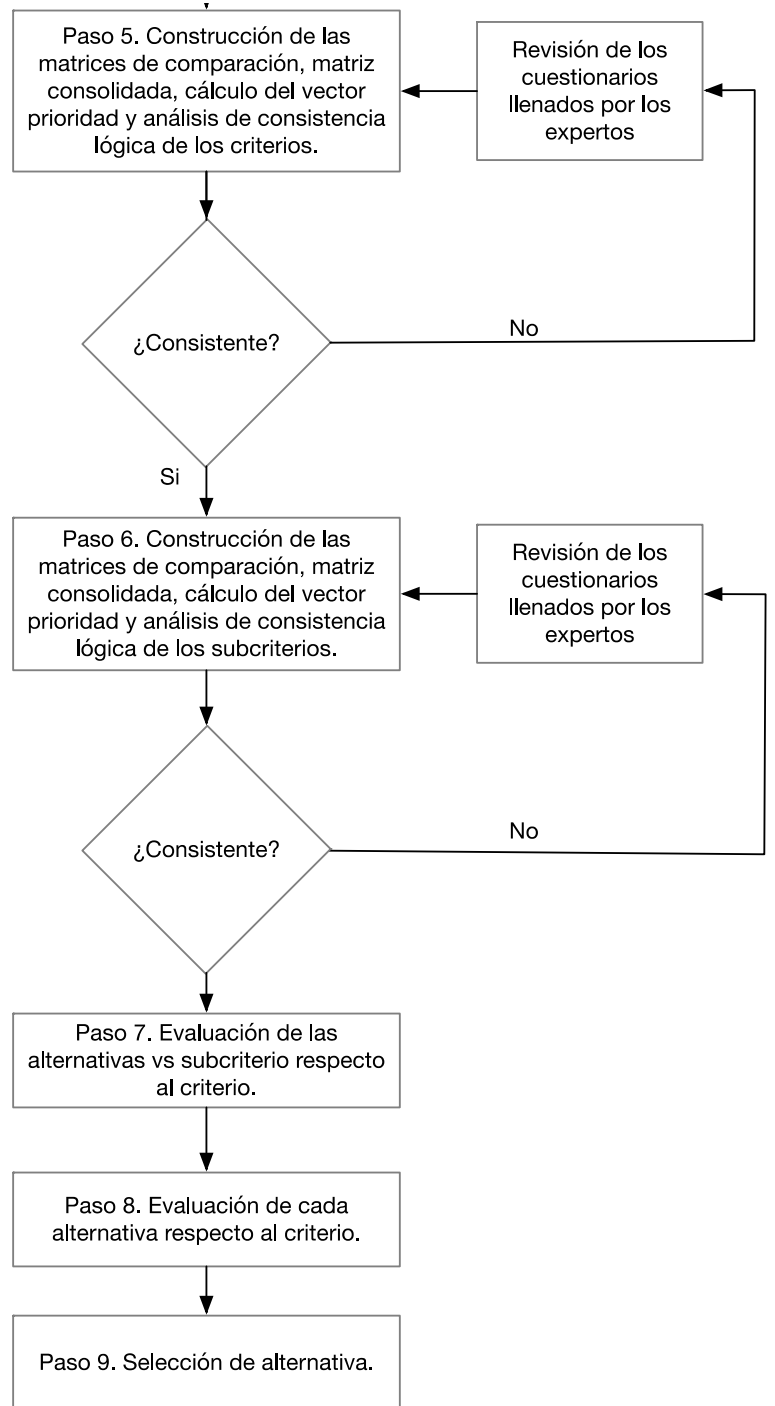 Paso 5. Construcción de las
matrices de comparación, matriz
consolidada, cálculo del vector
prioridad y análisis de consistencia
lógica de los criterios.
Revisión de los
cuestionarios
llenados por los
expertos
¿Consistente?
No
Si
Paso 6. Construcción de las
matrices de comparación, matriz
consolidada, cálculo del vector
prioridad y análisis de consistencia
lógica de los subcriterios.
Revisión de los
cuestionarios
llenados por los
expertos
¿Consistente?
No
Paso 7. Evaluación de las
alternativas vs subcriterio respecto
al criterio.
Paso 8. Evaluación de cada
alternativa respecto al criterio.
Paso 9. Selección de alternativa.